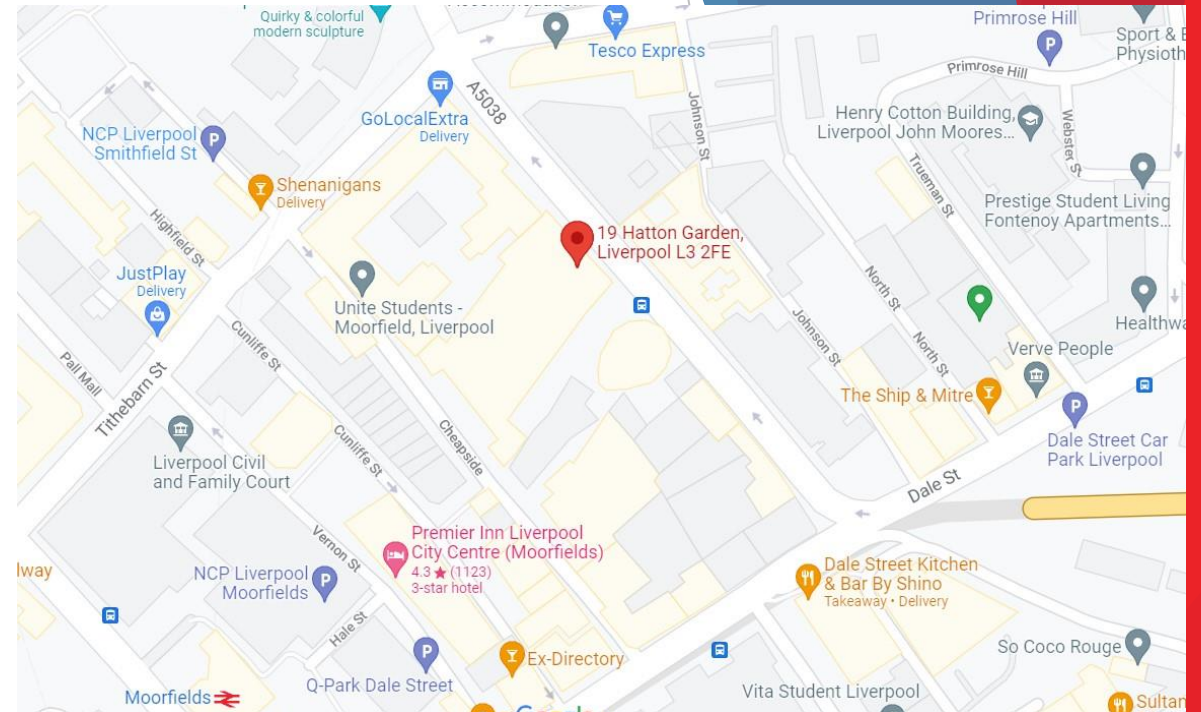 Quirky & colorful
modern sculpture
Tesco Express
Primrose Hill
Sport &
Physioth
Primrose Hill
A5038
Johnson St
GoLocalExtra
Delivery
Henry Cotton Building,
Liverpool John Moores...
Webster St
NCP Liverpool
Smithfield St
Trueman St
Shenanigans
Delivery
Prestige Student Living
Fontenoy Apartments...
Highfield St
19 Hatton Garden,
Liverpool L3 2FE
JustPlay
Delivery
North St
Unite Students -
Moorfield, Liverpool
Johnson St
Healthwa
Cunliffe St
North St
Verve People
Pall Mall
The Ship & Mitre
Tithebarn St
Cheapside
Dale Street Car
Park Liverpool
Cunliffe St
Liverpool Civil
and Family Court
Dale St
Vernon St
Premier Inn Liverpool
City Centre (Moorfields)
4.3 ★ (1123)
3-star hotel
lway
NCP Liverpool
Moorfields
Dale Street Kitchen
& Bar By Shino
Takeaway • Delivery
Hale St
Ex-Directory
So Coco Rouge
Q-Park Dale Street
Moorfields
Vita Student Liverpool
Sultan